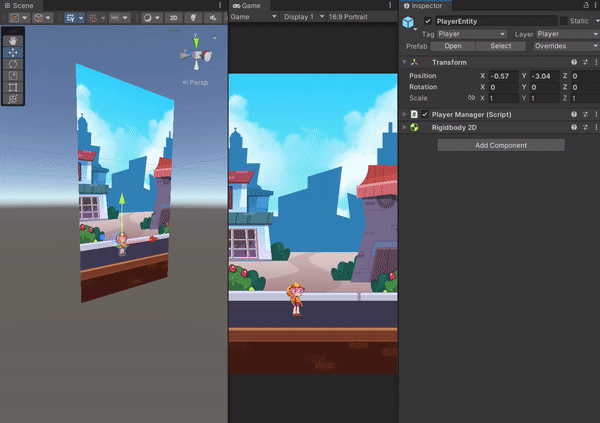 Scene
Game
Inspector
2D
Game
Display 1
16:9 Portrait
PlayerEntity
Static
Tag
Player
Layer
Player
Prefab
Open
Select
Overrides
Transform
Position
X
-0.57
Y
-3.04
Z
0
Rotation
X
0
Y
0
Z
0
Scale
X
1
Y
1
Z
1
Player Manager (Script)
Rigidbody 2D
Add Component
Persp